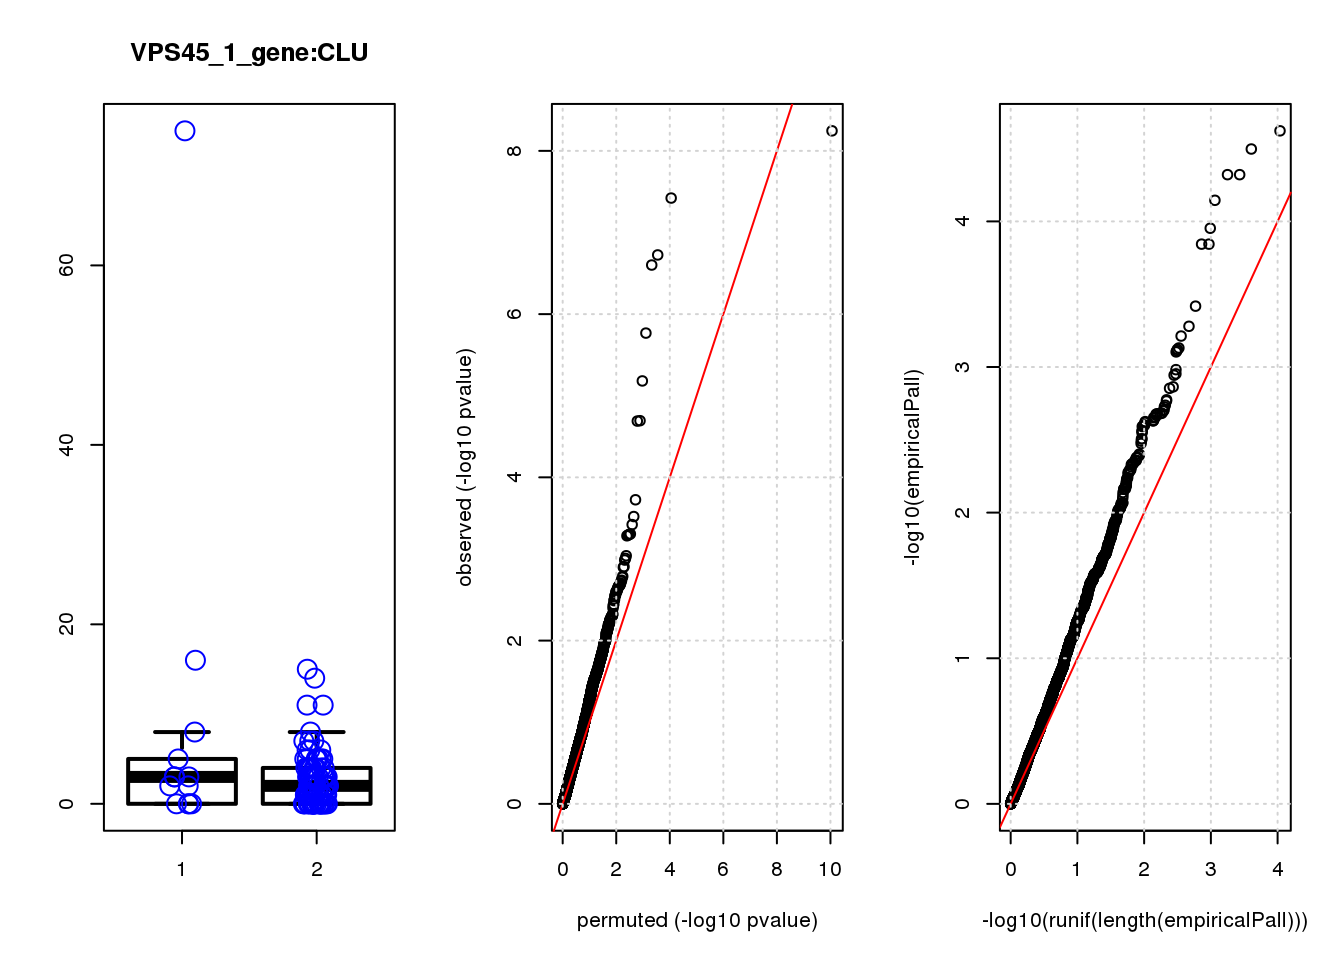 VPS45_1_gene:CLU
60
40
20
0
1 2
observed (-log10 pvalue)
8
6
4
2
0
0 2 4 6 8 10
permuted (-log10 pvalue)
-log10(empiricalPall)
4
3
2
1
0
0 1 2 3 4
-log10(runif(length(empiricalPall)))